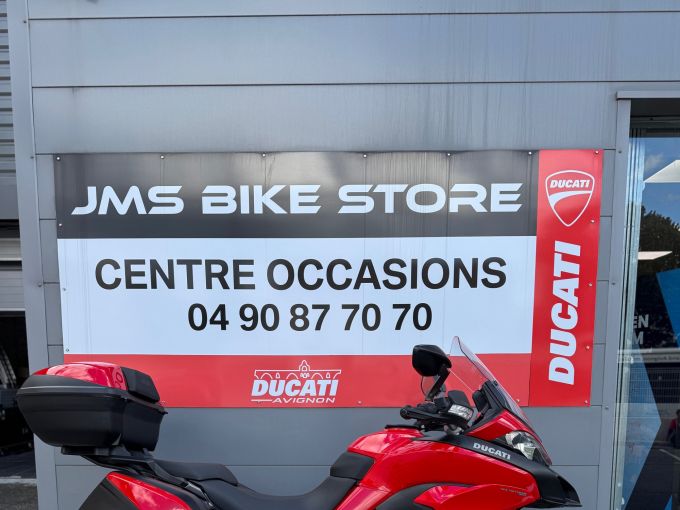 JMS BIKE STORE
CENTRE OCCASIONS
04 90 87 70 70
DUCATI
AVIGNON
DUCATI
DUCATI
DUCATI